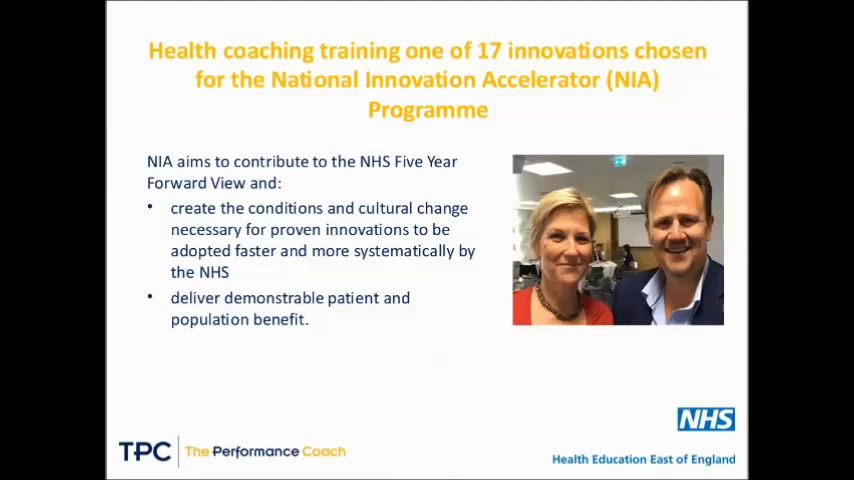 Health coaching training one of 17 innovations chosen
for the National Innovation Accelerator (NIA)
Programme
NIA aims to contribute to the NHS Five Year
Forward View and:
• create the conditions and cultural change
necessary for proven innovations to be
adopted faster and more systematically by
the NHS
• deliver demonstrable patient and
population benefit.
NHS
TPC The Performance Coach
Health Education East of England